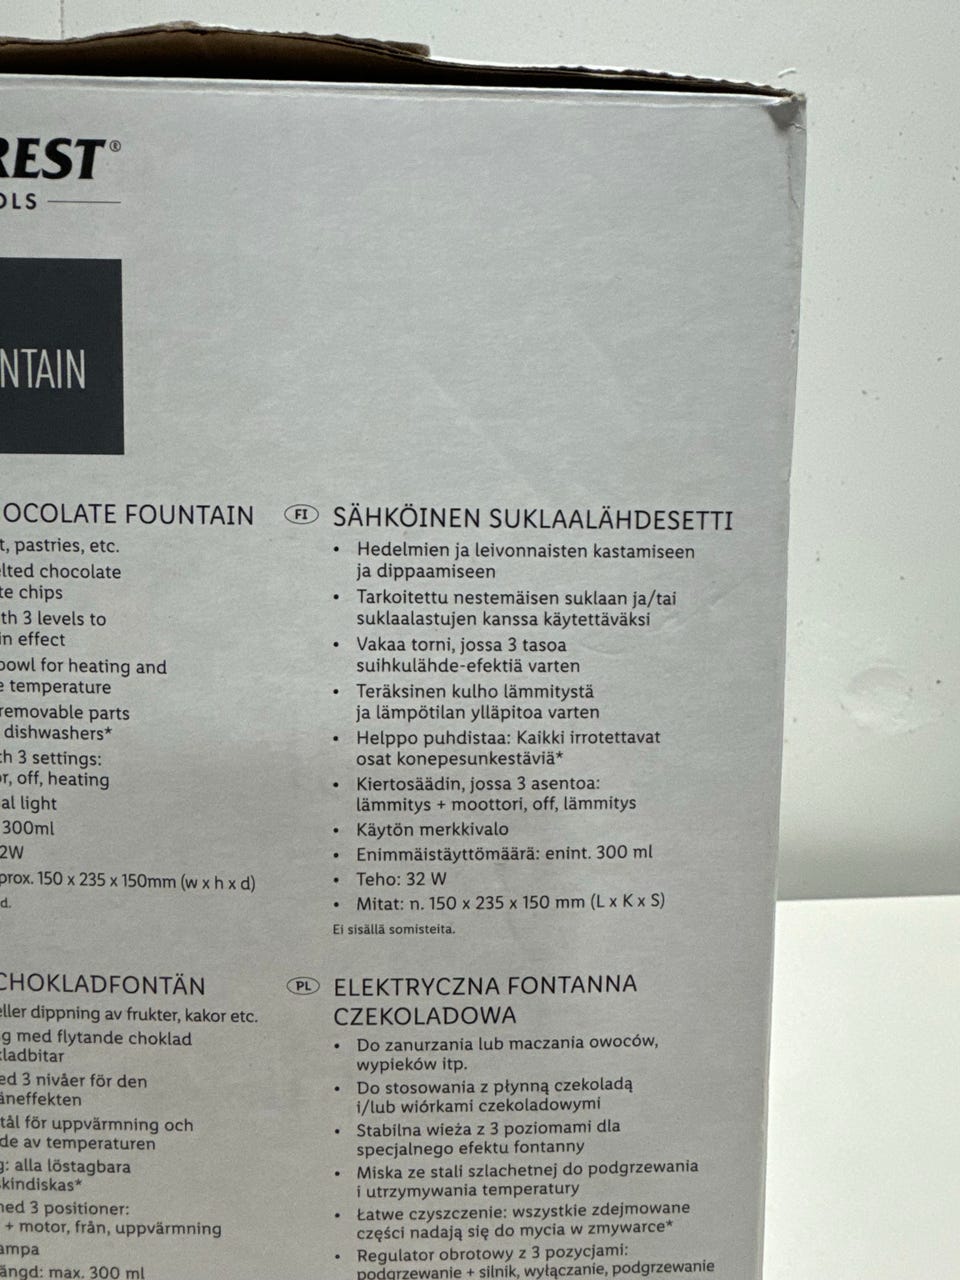 REST®
OLS
NTAIN
OCOLATE FOUNTAIN
t, pastries, etc.
lted chocolate
te chips
th 3 levels to
in effect
bowl for heating and
e temperature
removable parts
dishwashers*
th 3 settings:
or, off, heating
al light
300ml
2W
prox. 150 x 235 x 150mm (w x h x d)
d.
FI SÄHKÖINEN SUKLAALÄHDESETTI
• Hedelmien ja leivonnaisten kastamiseen
ja dippaamiseen
• Tarkoitettu nestemäisen suklaan ja/tai
suklaalastujen kanssa käytettäväksi
• Vakaa torni, jossa 3 tasoa
suihkulähde-efektiä varten
• Teräksinen kulho lämmitystä
ja lämpötilan ylläpitoa varten
• Helppo puhdistaa: Kaikki irrotettavat
osat konepesunkestäviä*
• Kiertosäädin, jossa 3 asentoa:
lämmitys + moottori, off, lämmitys
• Käytön merkkivalo
• Enimmäistäyttömäärä: enint. 300 ml
• Teho: 32 W
• Mitat: n. 150 x 235 x 150 mm (L x K x S)
Ei sisällä somisteita.
CHOKLADFONTÄN
eller dippning av frukter, kakor etc.
g med flytande choklad
kladbitar
ed 3 nivåer för den
äneffekten
tål för uppvärmning och
de av temperaturen
g: alla löstagbara
skindiskas*
med 3 positioner:
+ motor, från, uppvärmning
ampa
ängd: max. 300 ml
PL ELEKTRYCZNA FONTANNA
CZEKOLADOWA
• Do zanurzania lub maczania owoców,
wypieków itp.
• Do stosowania z płynną czekoladą
i/lub wiórkami czekoladowymi
• Stabilna wieża z 3 poziomami dla
specjalnego efektu fontanny
• Miska ze stali szlachetnej do podgrzewania
i utrzymywania temperatury
• Łatwe czyszczenie: wszystkie zdejmowane
części nadają się do mycia w zmywarce*
• Regulator obrotowy z 3 pozycjami:
podgrzewanie + silnik, wyłączanie, podgrzewanie